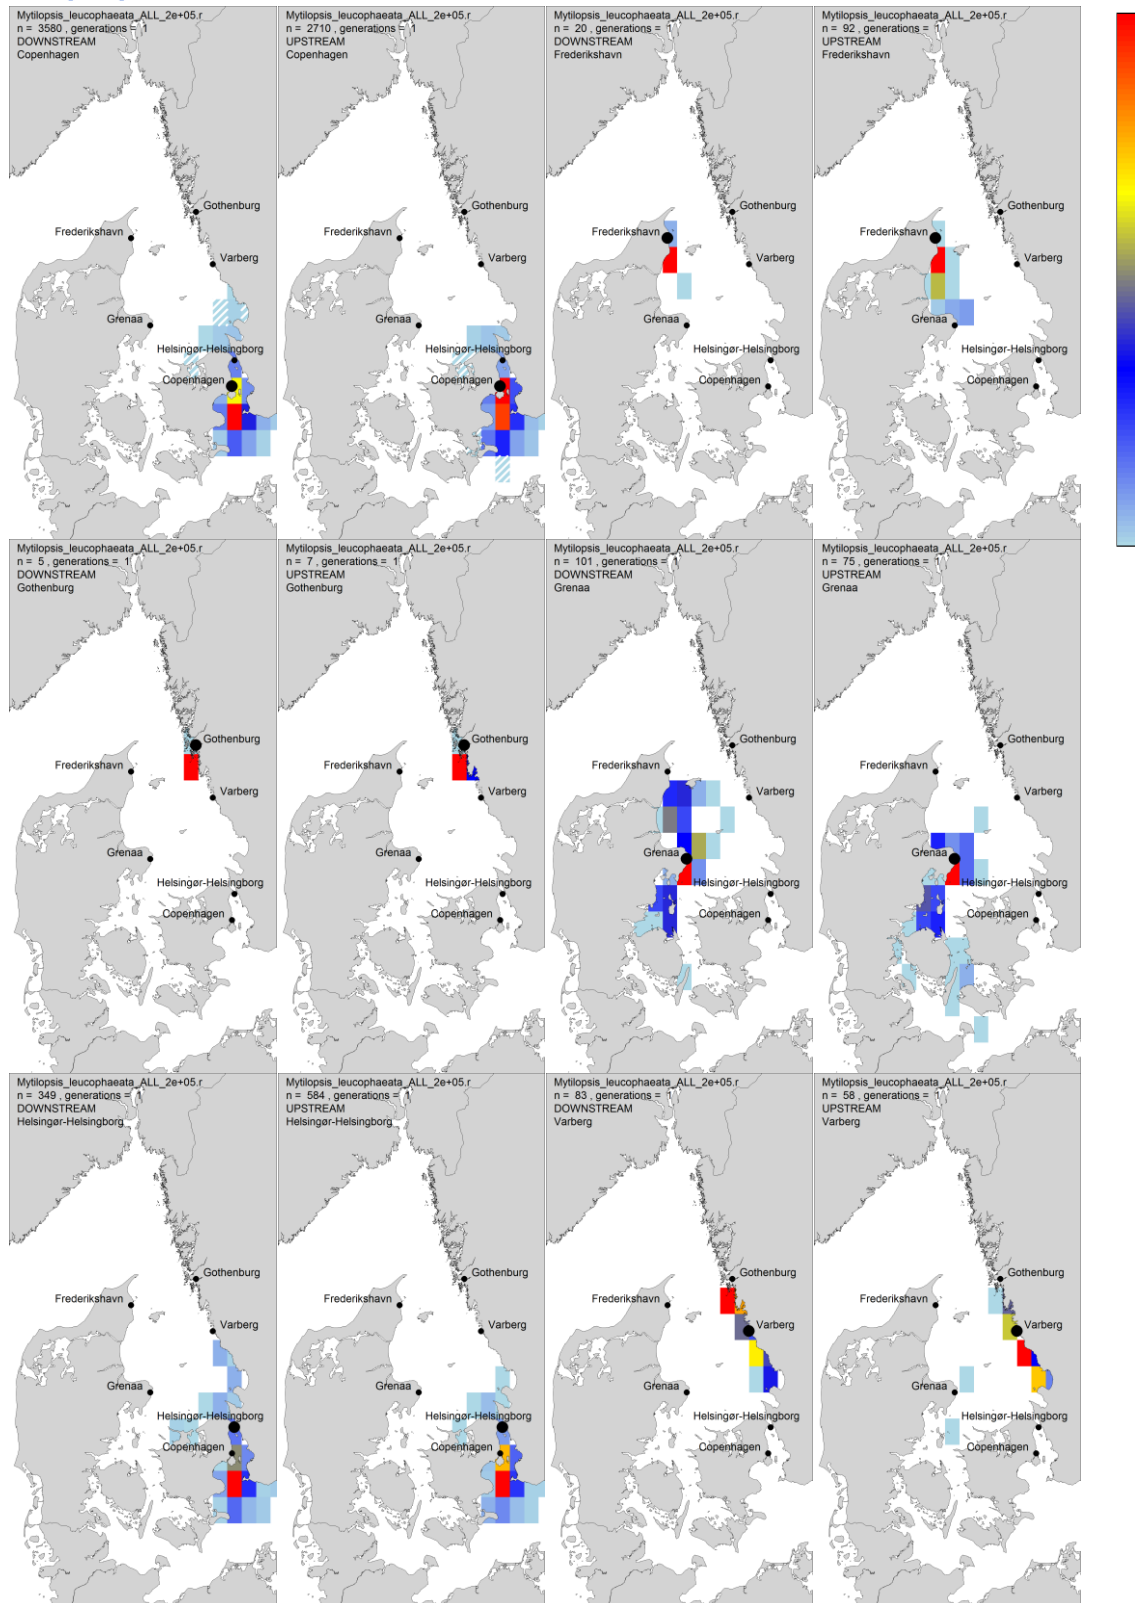 Mytilopsis_leucophaeata_ALL_2e+05.r
n = 3580 , generations = 1
DOWNSTREAM
Copenhagen
Gothenburg
Frederikshavn
Varberg
Grenaa
Helsingør-Helsingborg
Copenhagen
Mytilopsis_leucophaeata_ALL_2e+05.r
n = 2710 , generations = 1
UPSTREAM
Copenhagen
Gothenburg
Frederikshavn
Varberg
Grenaa
Helsingør-Helsingborg
Copenhagen
Mytilopsis_leucophaeata_ALL_2e+05.r
n = 20 , generations = 1
DOWNSTREAM
Frederikshavn
Gothenburg
Frederikshavn
Varberg
Grenaa
Helsingør-Helsingborg
Copenhagen
Mytilopsis_leucophaeata_ALL_2e+05.r
n = 92 , generations = 1
UPSTREAM
Frederikshavn
Gothenburg
Frederikshavn
Varberg
Grenaa
Helsingør-Helsingborg
Copenhagen
Mytilopsis_leucophaeata_ALL_2e+05.r
n = 5 , generations = 1
DOWNSTREAM
Gothenburg
Gothenburg
Frederikshavn
Varberg
Grenaa
Helsingør-Helsingborg
Copenhagen
Mytilopsis_leucophaeata_ALL_2e+05.r
n = 7 , generations = 1
UPSTREAM
Gothenburg
Gothenburg
Frederikshavn
Varberg
Grenaa
Helsingør-Helsingborg
Copenhagen
Mytilopsis_leucophaeata_ALL_2e+05.r
n = 101 , generations = 1
DOWNSTREAM
Grenaa
Gothenburg
Frederikshavn
Varberg
Grenaa
Helsingør-Helsingborg
Copenhagen
Mytilopsis_leucophaeata_ALL_2e+05.r
n = 75 , generations = 1
UPSTREAM
Grenaa
Gothenburg
Frederikshavn
Varberg
Grenaa
Helsingør-Helsingborg
Copenhagen
Mytilopsis_leucophaeata_ALL_2e+05.r
n = 349 , generations = 1
DOWNSTREAM
Helsingør-Helsingborg
Gothenburg
Frederikshavn
Varberg
Grenaa
Helsingør-Helsingborg
Copenhagen
Mytilopsis_leucophaeata_ALL_2e+05.r
n = 584 , generations = 1
UPSTREAM
Helsingør-Helsingborg
Gothenburg
Frederikshavn
Varberg
Grenaa
Helsingør-Helsingborg
Copenhagen
Mytilopsis_leucophaeata_ALL_2e+05.r
n = 83 , generations = 1
DOWNSTREAM
Varberg
Gothenburg
Frederikshavn
Varberg
Grenaa
Helsingør-Helsingborg
Copenhagen
Mytilopsis_leucophaeata_ALL_2e+05.r
n = 58 , generations = 1
UPSTREAM
Varberg
Gothenburg
Frederikshavn
Varberg
Grenaa
Helsingør-Helsingborg
Copenhagen